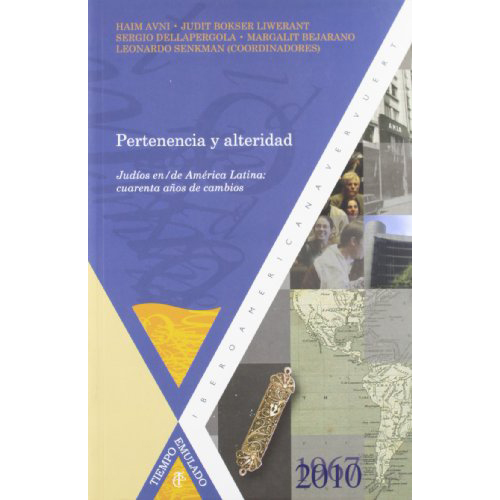 HAIM AVNI • JUDIT BOKSER LIWERANT
SERGIO DELLAPERGOLA • MARGALIT BEJARANO
LEONARDO SENKMAN (COORDINADORES)
Pertenencia y alteridad
Judíos en/de América Latina:
cuarenta años de cambios
IBEROAMERICANA VERVUERT
AMIA
TIEMPO
EMULADO
1967
2010